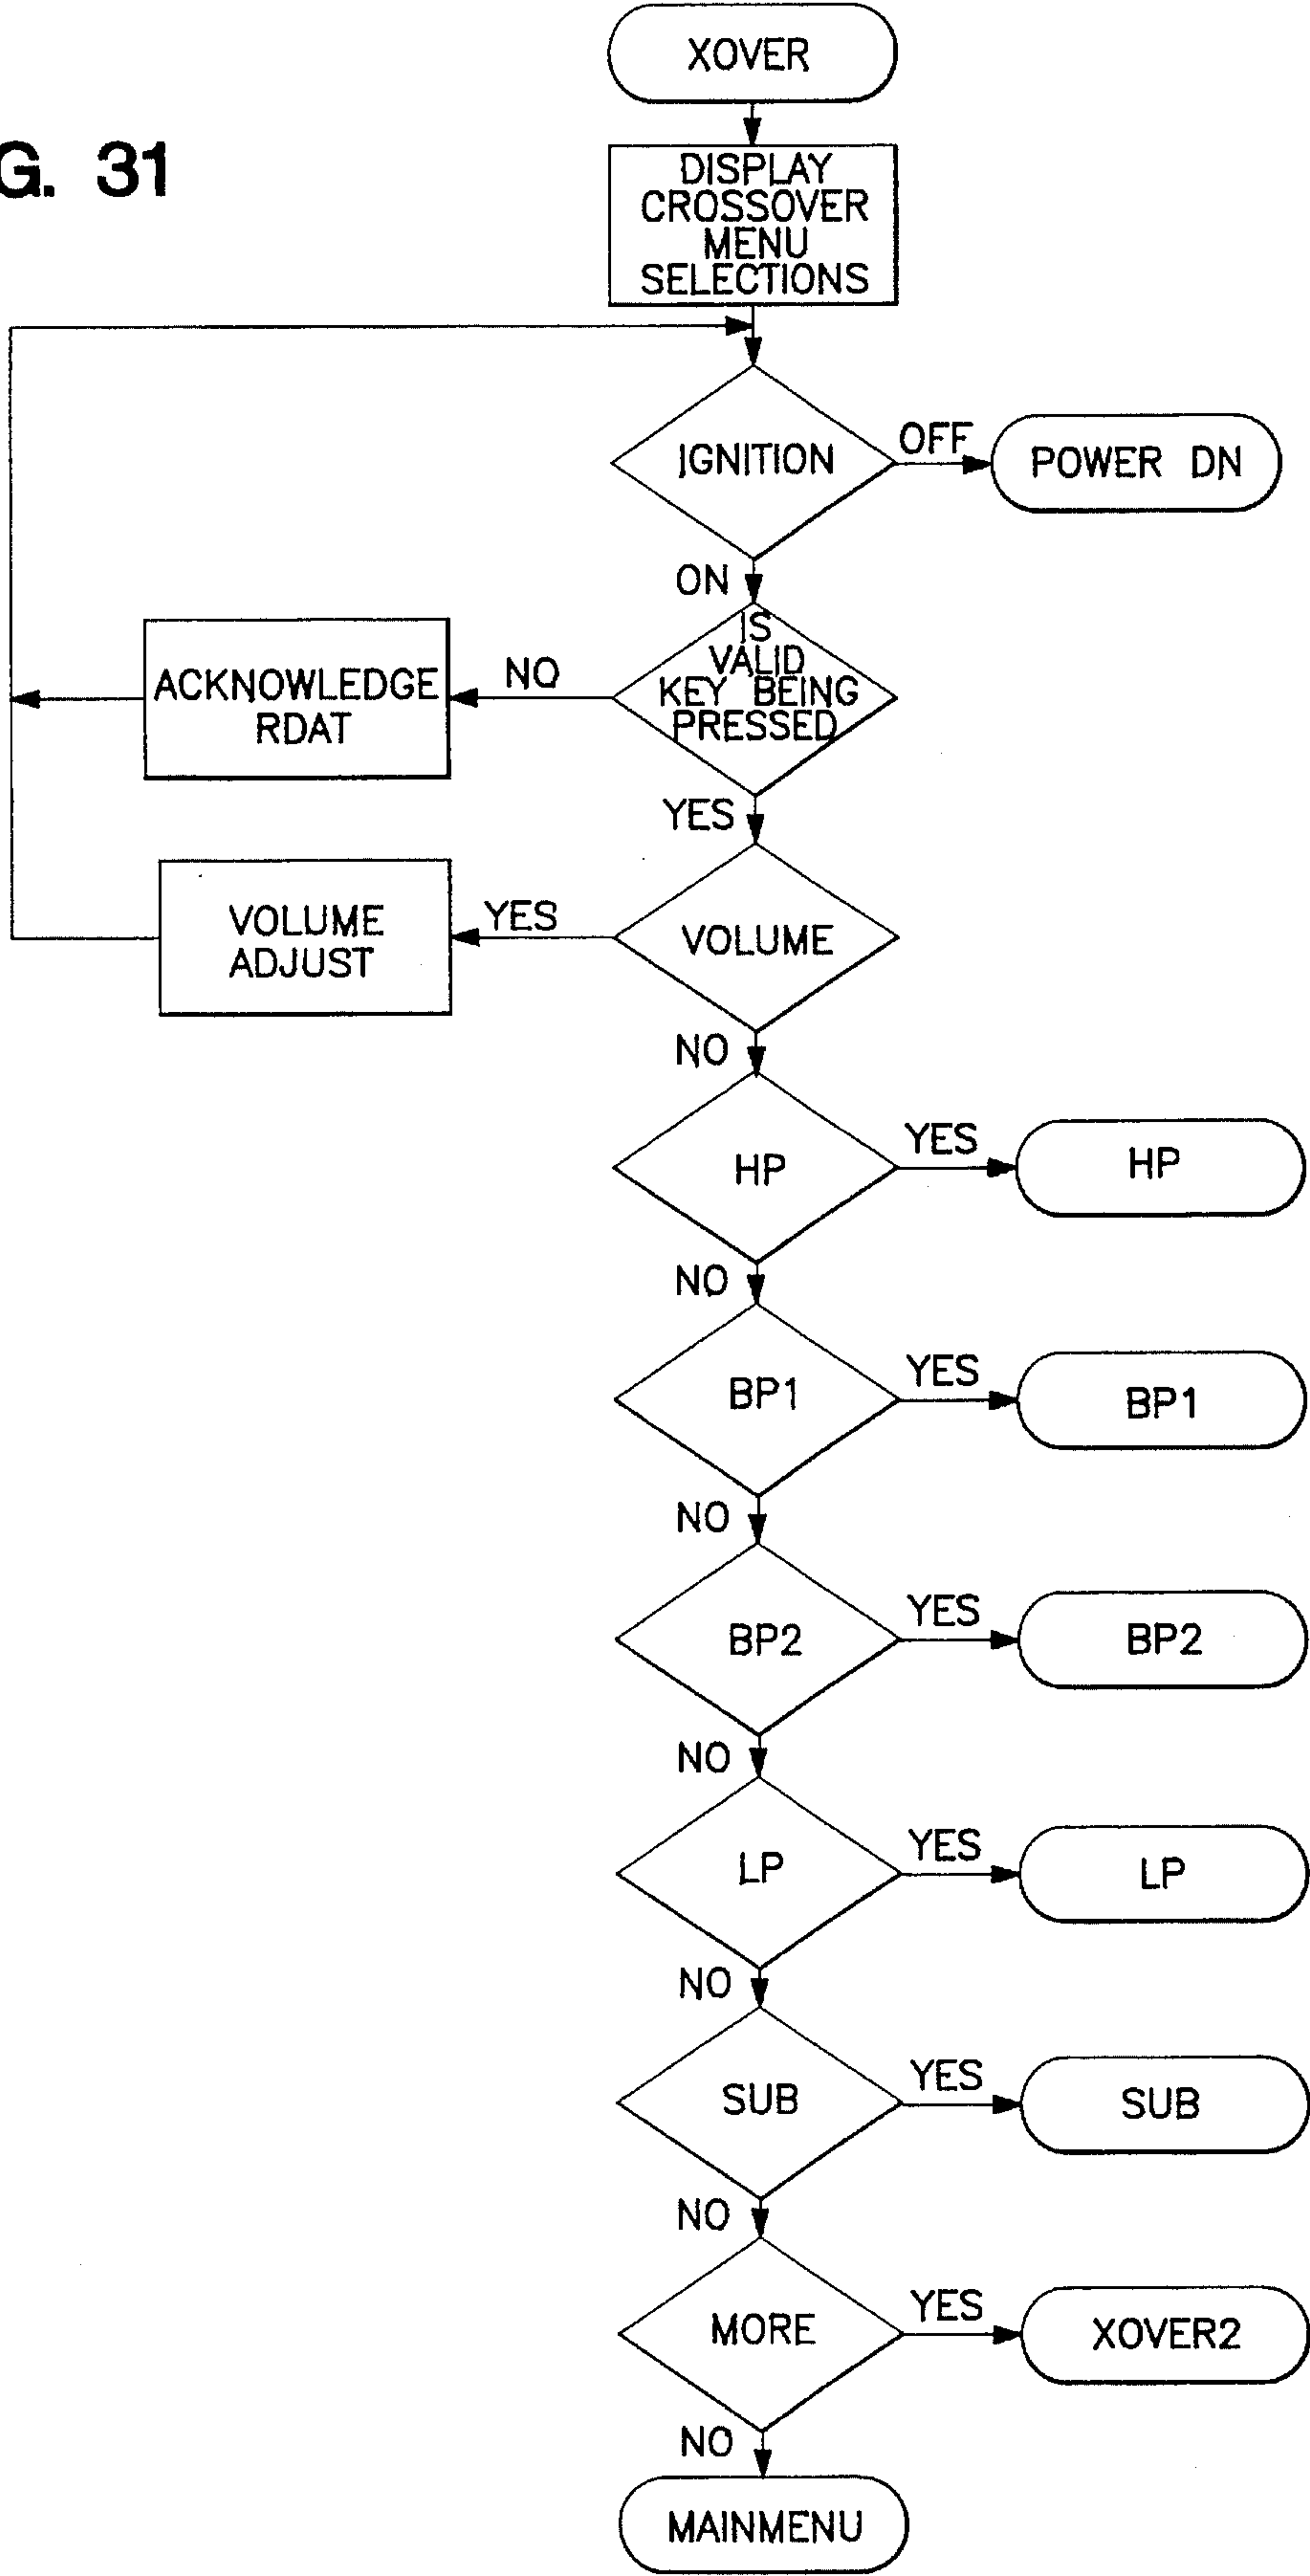 XOVER
G. 31
DISPLAY
CROSSOVER
MENU
SELECTIONS
IGNITION
OFF
POWER DN
ON
IS
VALID
KEY BEING
PRESSED
NO
ACKNOWLEDGE
RDAT
YES
VOLUME
YES
VOLUME
ADJUST
NO
HP
YES
HP
NO
BP1
YES
BP1
NO
BP2
YES
BP2
NO
LP
YES
LP
NO
SUB
YES
SUB
NO
MORE
YES
XOVER2
NO
MAINMENU